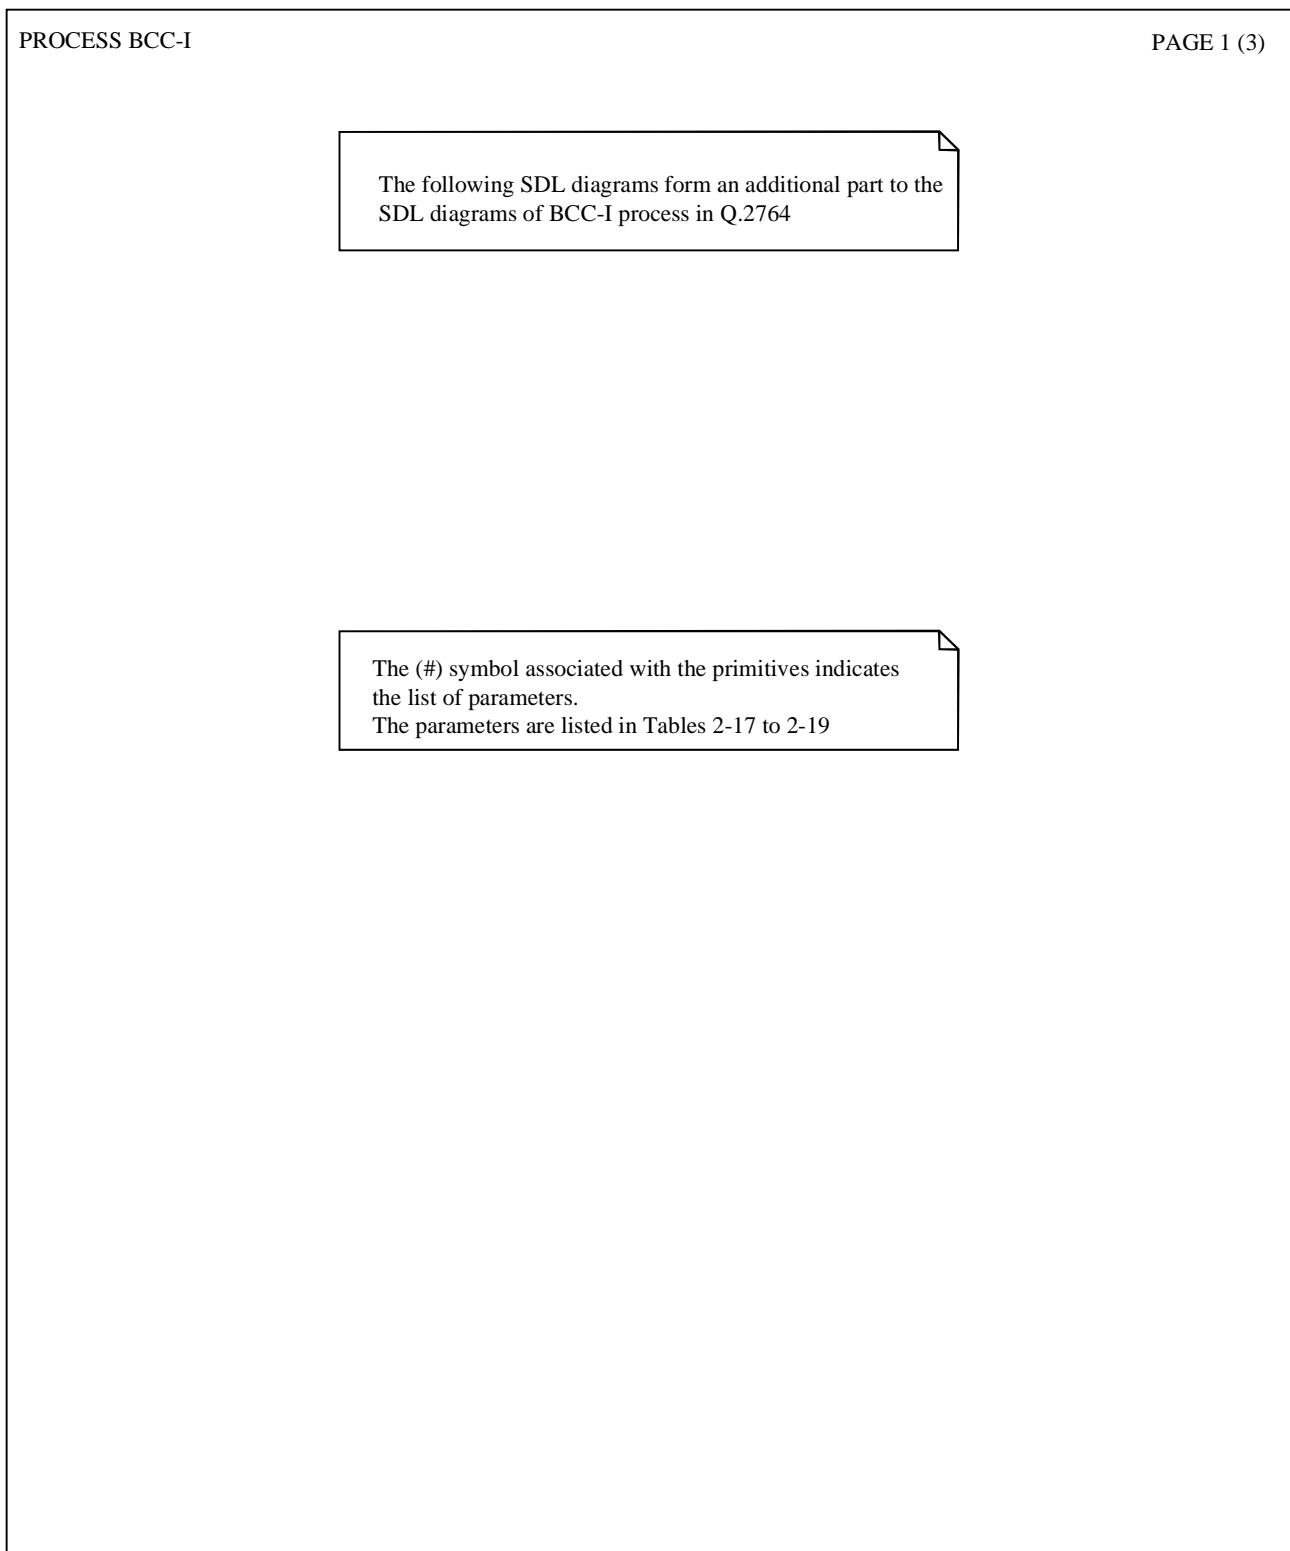 PROCESS BCC-I
PAGE 1 (3)
The following SDL diagrams form an additional part to the
SDL diagrams of BCC-I process in Q.2764
The (#) symbol associated with the primitives indicates
the list of parameters.
The parameters are listed in Tables 2-17 to 2-19